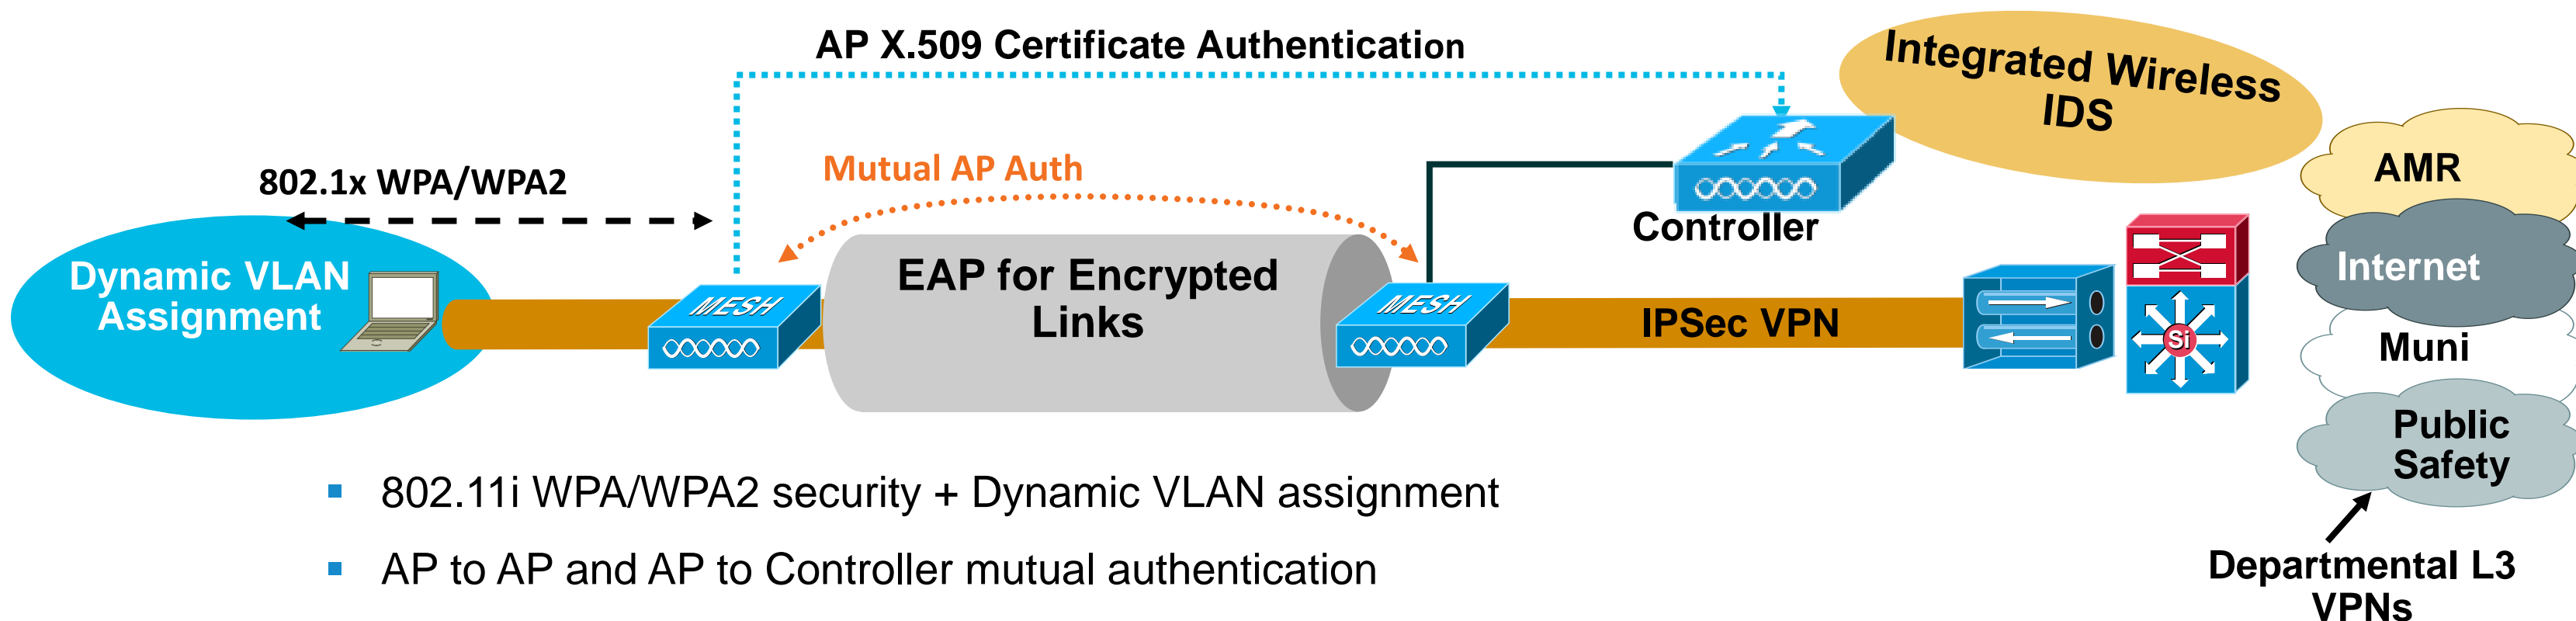 AP X.509 Certificate Authentication
Integrated Wireless
IDS
802.1x WPA/WPA2
Mutual AP Auth
AMR
Controller
Dynamic VLAN
Assignment
MESH
EAP for Encrypted
Links
MESH
IPSec VPN
Si
Internet
Muni
Public
Safety
802.11i WPA/WPA2 security + Dynamic VLAN assignment
AP to AP and AP to Controller mutual authentication
Departmental L3
VPNs